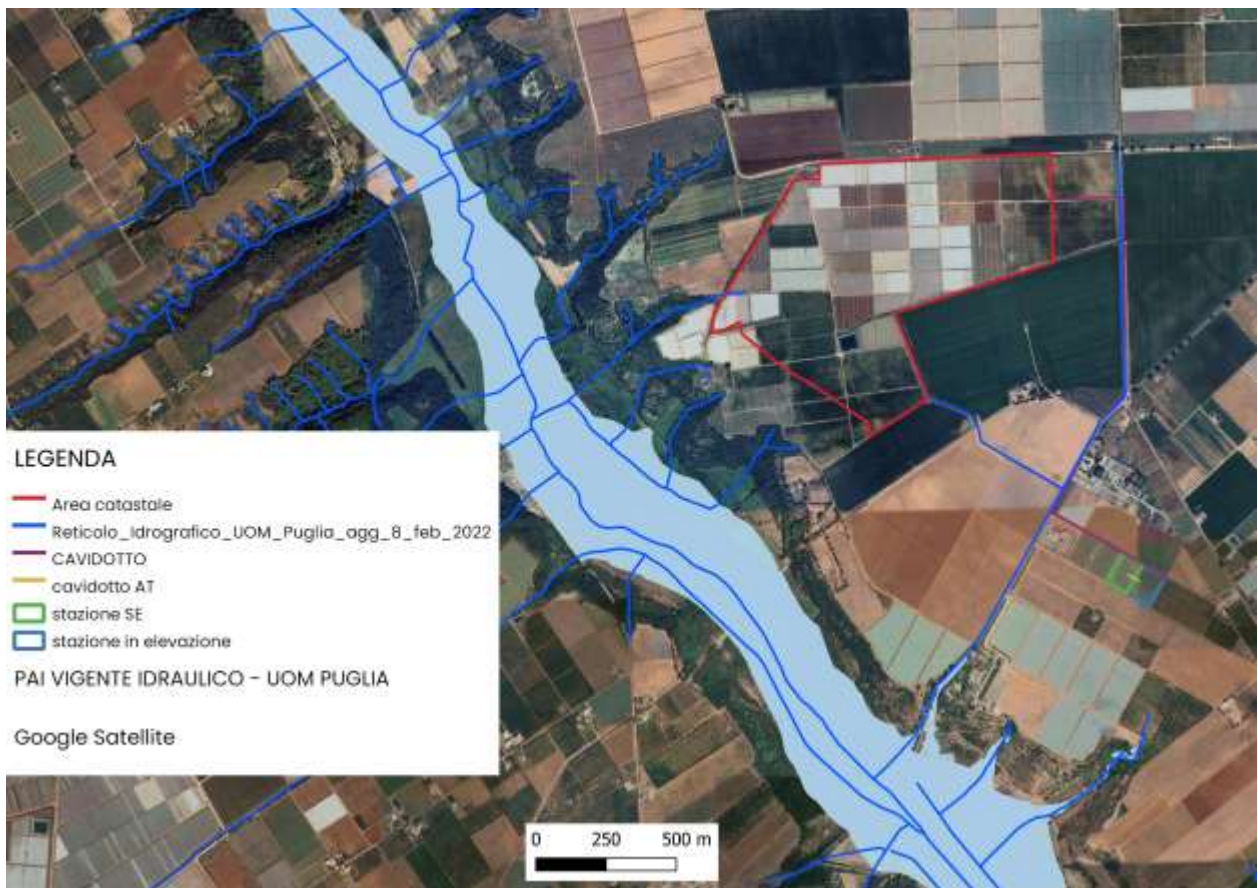 LEGENDA
Area catastale
Reticolo_Idrografico_UOM_Puglia_agg_8_feb_2022
CAVIDOTTO
cavidotto AT
stazione SE
stazione in elevazione
PAI VIGENTE IDRAULICO - UOM PUGLIA
Google Satellite
0 250 500 m